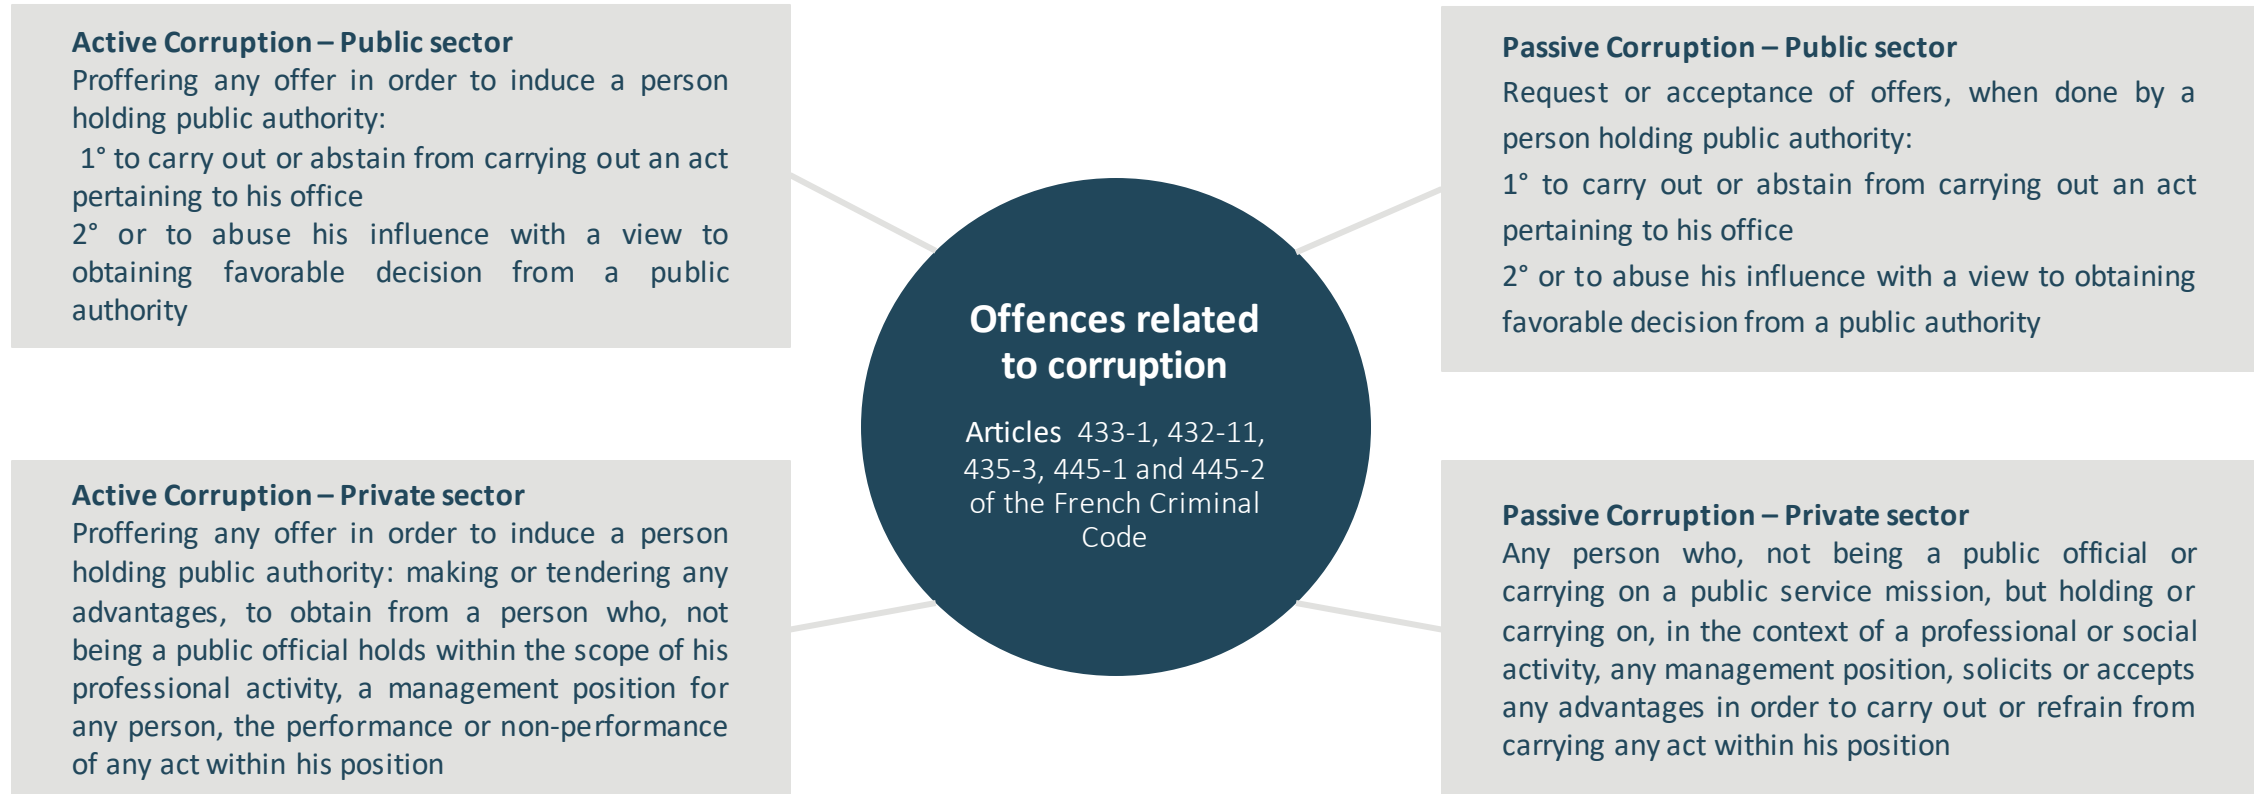 Active Corruption – Public sector
Proffering any offer in order to induce a person
holding public authority:
1° to carry out or abstain from carrying out an act
pertaining to his office
2° or to abuse his influence with a view to
obtaining favorable decision from a public
authority
Passive Corruption – Public sector
Request or acceptance of offers, when done by a
person holding public authority:
1° to carry out or abstain from carrying out an act
pertaining to his office
2° or to abuse his influence with a view to obtaining
favorable decision from a public authority
Offences related
to corruption
Articles 433-1, 432-11,
435-3, 445-1 and 445-2
of the French Criminal
Code
Active Corruption – Private sector
Proffering any offer in order to induce a person
holding public authority: making or tendering any
advantages, to obtain from a person who, not
being a public official holds within the scope of his
professional activity, a management position for
any person, the performance or non-performance
of any act within his position
Passive Corruption – Private sector
Any person who, not being a public official or
carrying on a public service mission, but holding or
carrying on, in the context of a professional or social
activity, any management position, solicits or accepts
any advantages in order to carry out or refrain from
carrying any act within his position